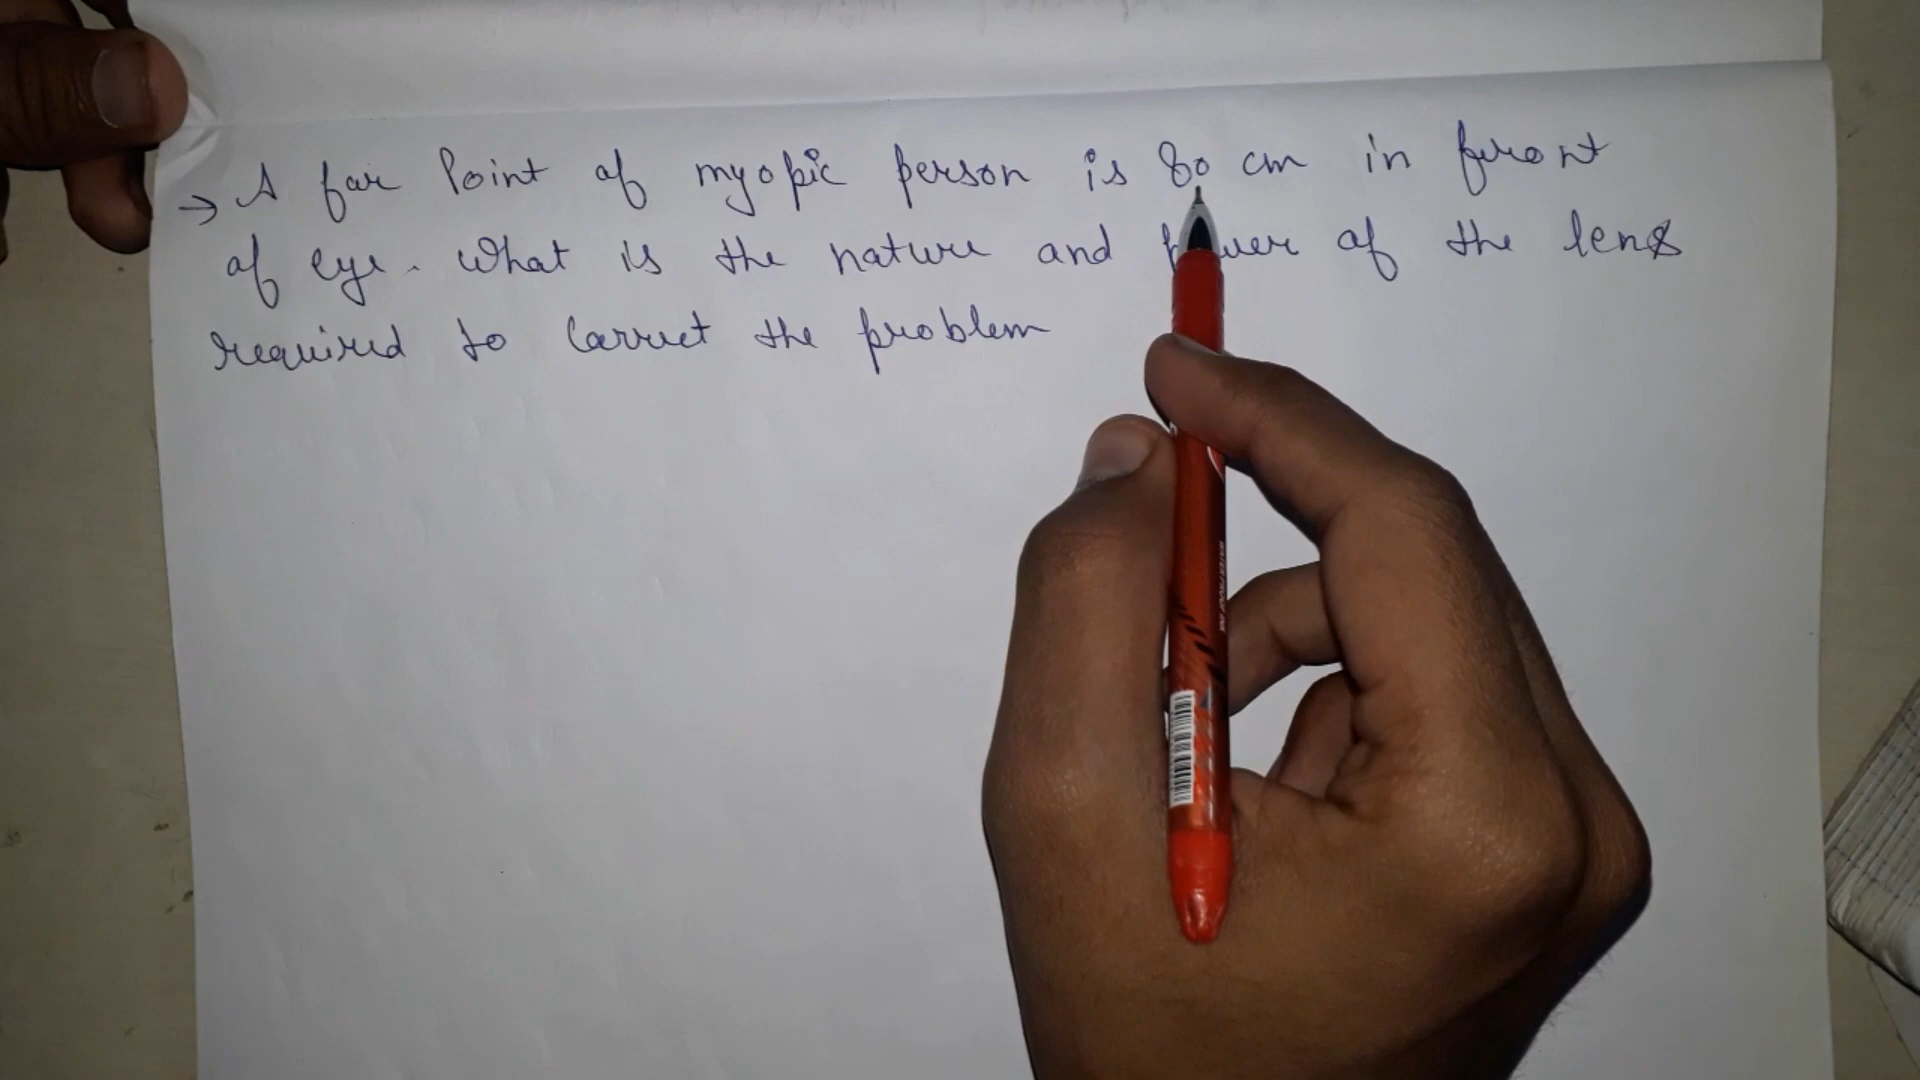 → A far Point of myopic person is 80 cm in front
of eye. What is the nature and power of the lens
required to correct the problem